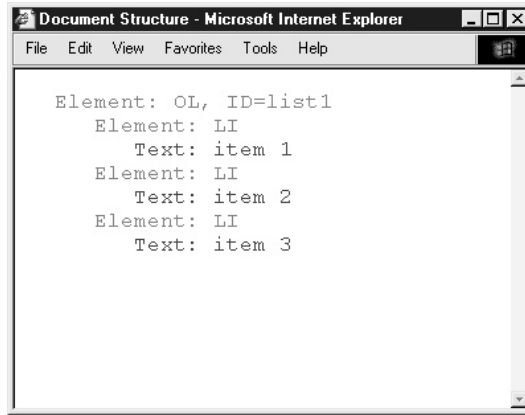 Document Structure - Microsoft Internet Explorer
File Edit View Favorites Tools Help
Element: OL, ID=list1
Element: LI
Text: item 1
Element: LI
Text: item 2
Element: LI
Text: item 3